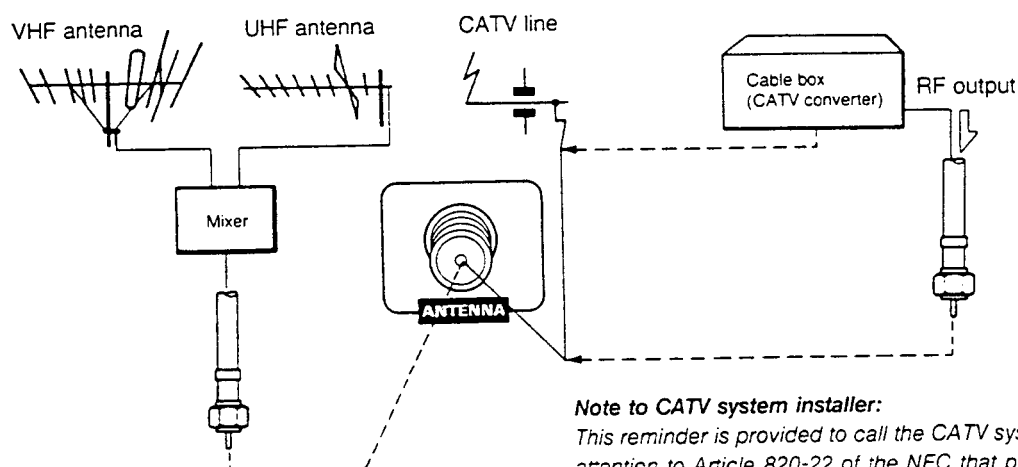 VHF antenna
UHF antenna
CATV line
Cable box
(CATV converter)
RF output
Mixer
ANTENNA
Note to CATV system installer:
This reminder is provided to call the CATV sys
attention to Article 820-22 of the NEC that p